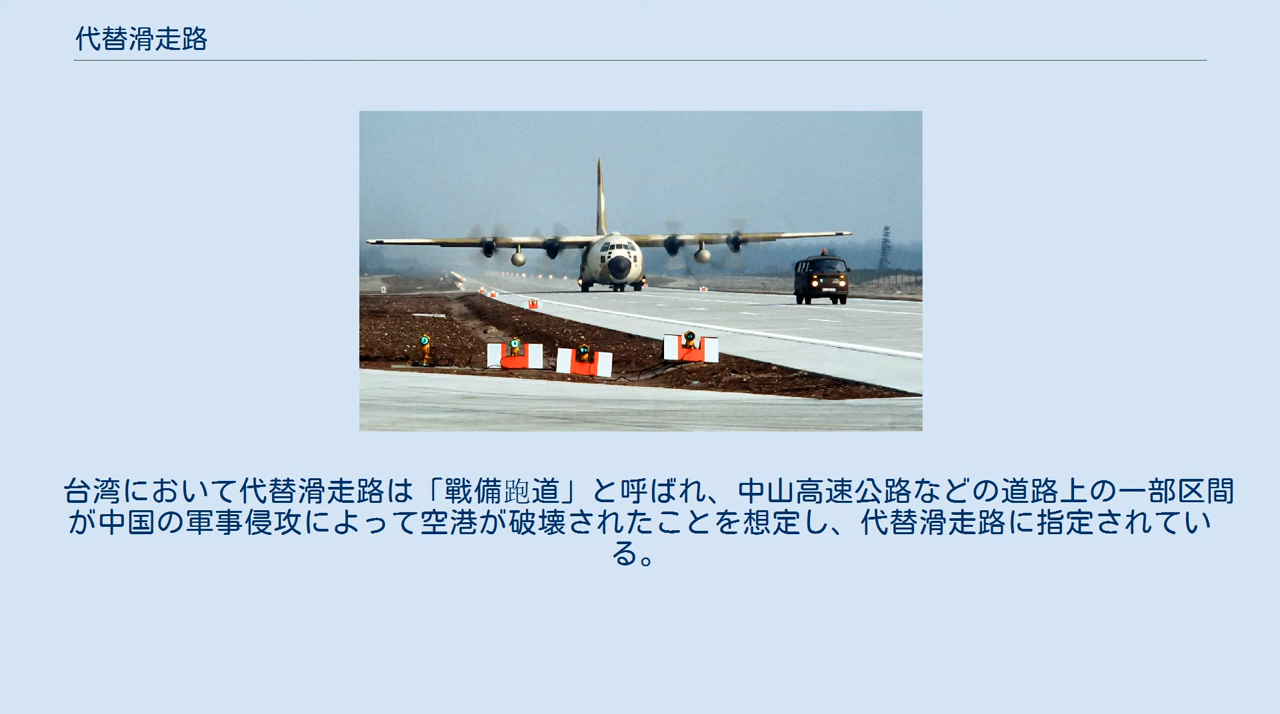 代替滑走路
台湾において代替滑走路は「戰備跑道」と呼ばれ、中山高速公路などの道路上の一部区間
が中国の軍事侵攻によって空港が破壊されたことを想定し、代替滑走路に指定されてい
る。